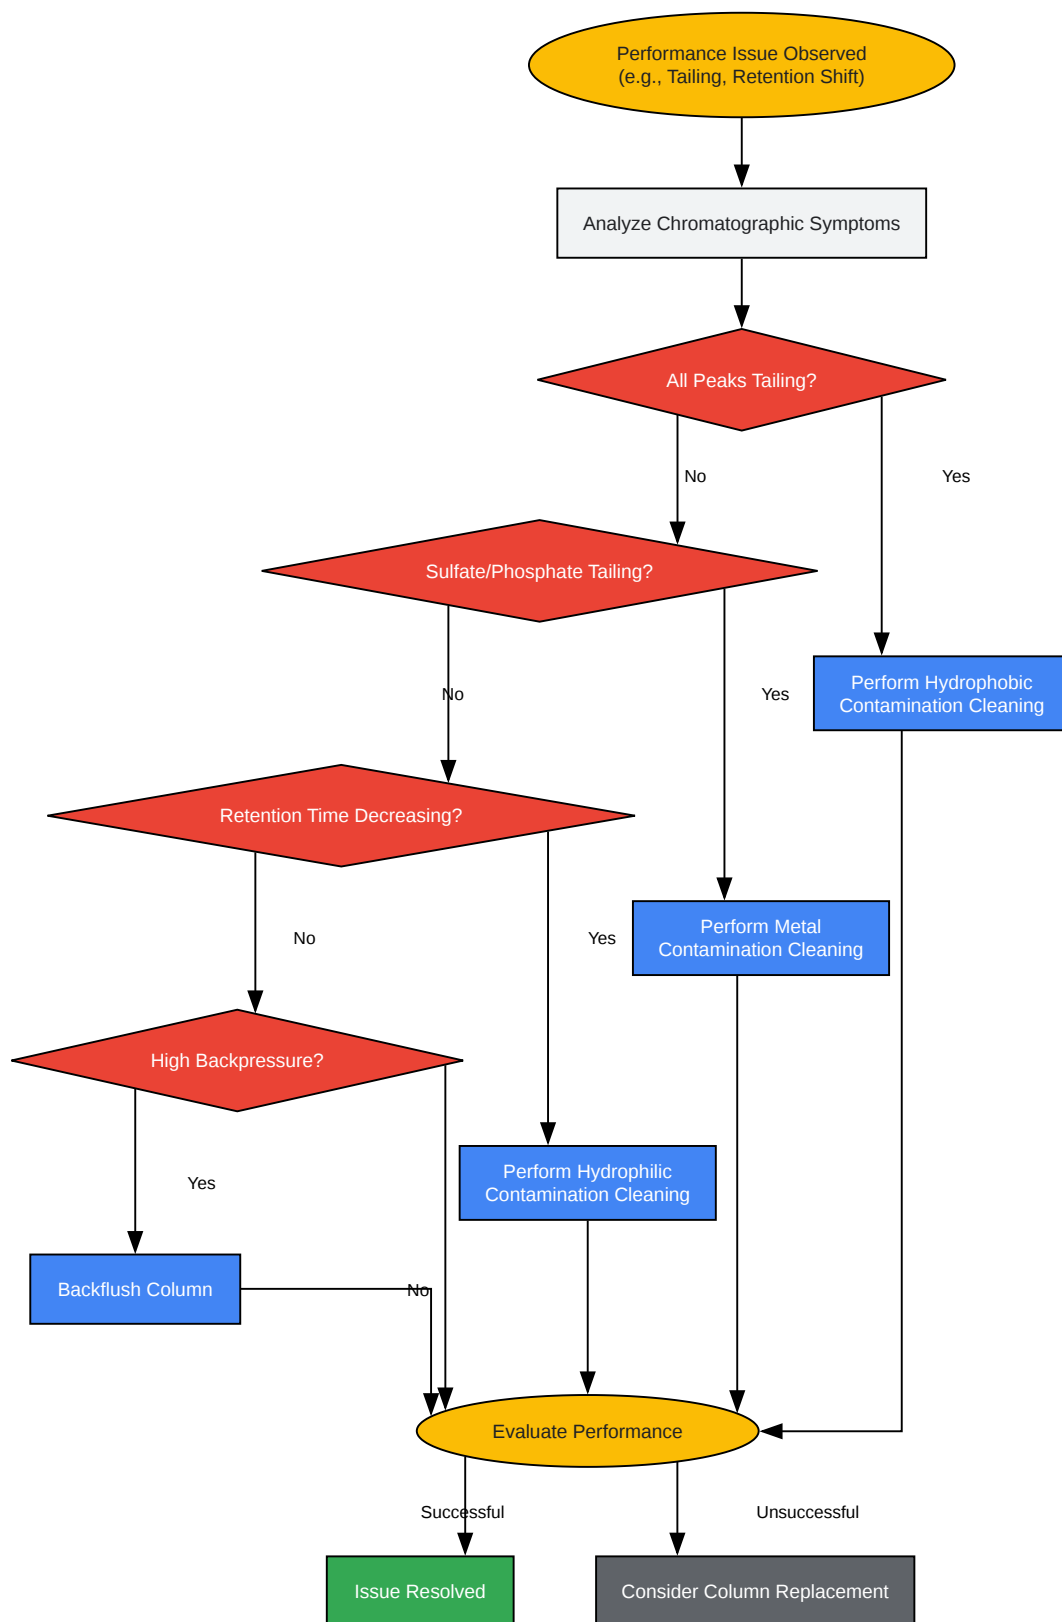 Performance Issue Observed
(e.g., Tailing, Retention Shift)
Analyze Chromatographic Symptoms
All Peaks Tailing?
No
Yes
Sulfate/Phosphate Tailing?
No
Yes
Perform Hydrophobic
Contamination Cleaning
Retention Time Decreasing?
No
Yes
Perform Metal
Contamination Cleaning
High Backpressure?
Yes
Perform Hydrophilic
Contamination Cleaning
Backflush Column
No
Evaluate Performance
Successful
Unsuccessful
Issue Resolved
Consider Column Replacement